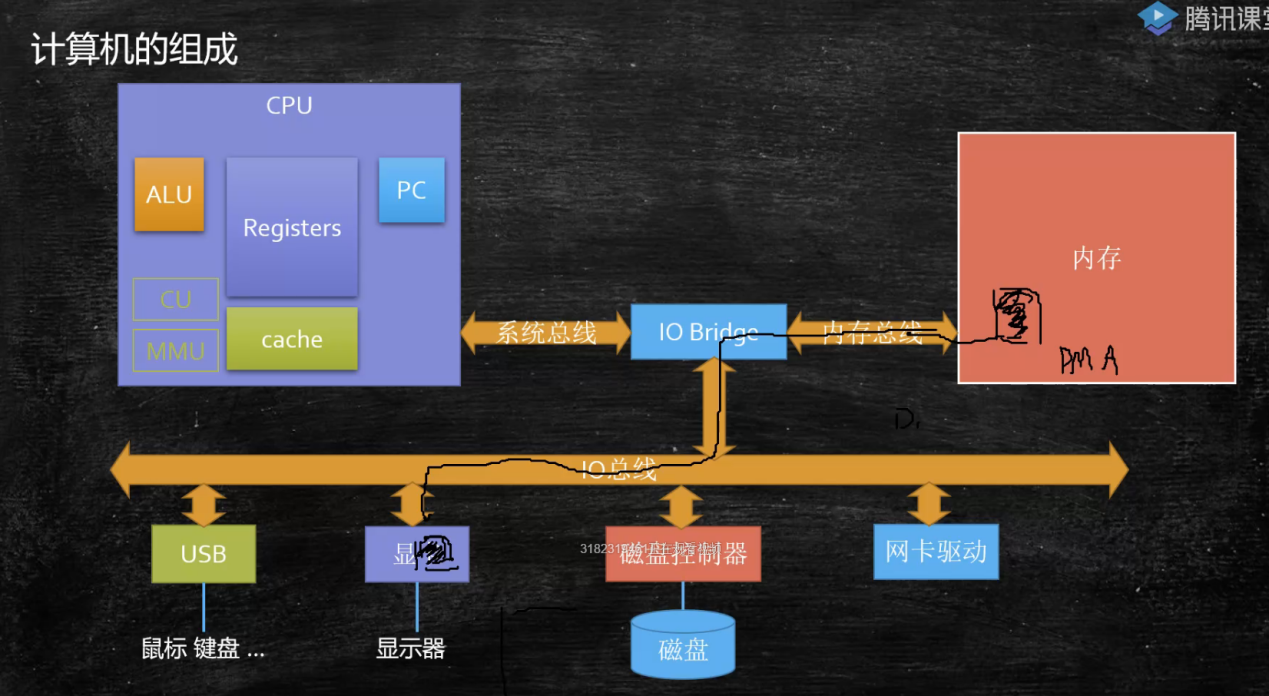 腾讯课堂
计算机的组成
CPU
ALU
Registers
PC
CU
MMU
cache
系统总线
IO Bridge
内存总线
内存
DMA
D
IO总线
USB
显
磁盘控制器
网卡驱动
鼠标 键盘 ...
显示器
磁盘